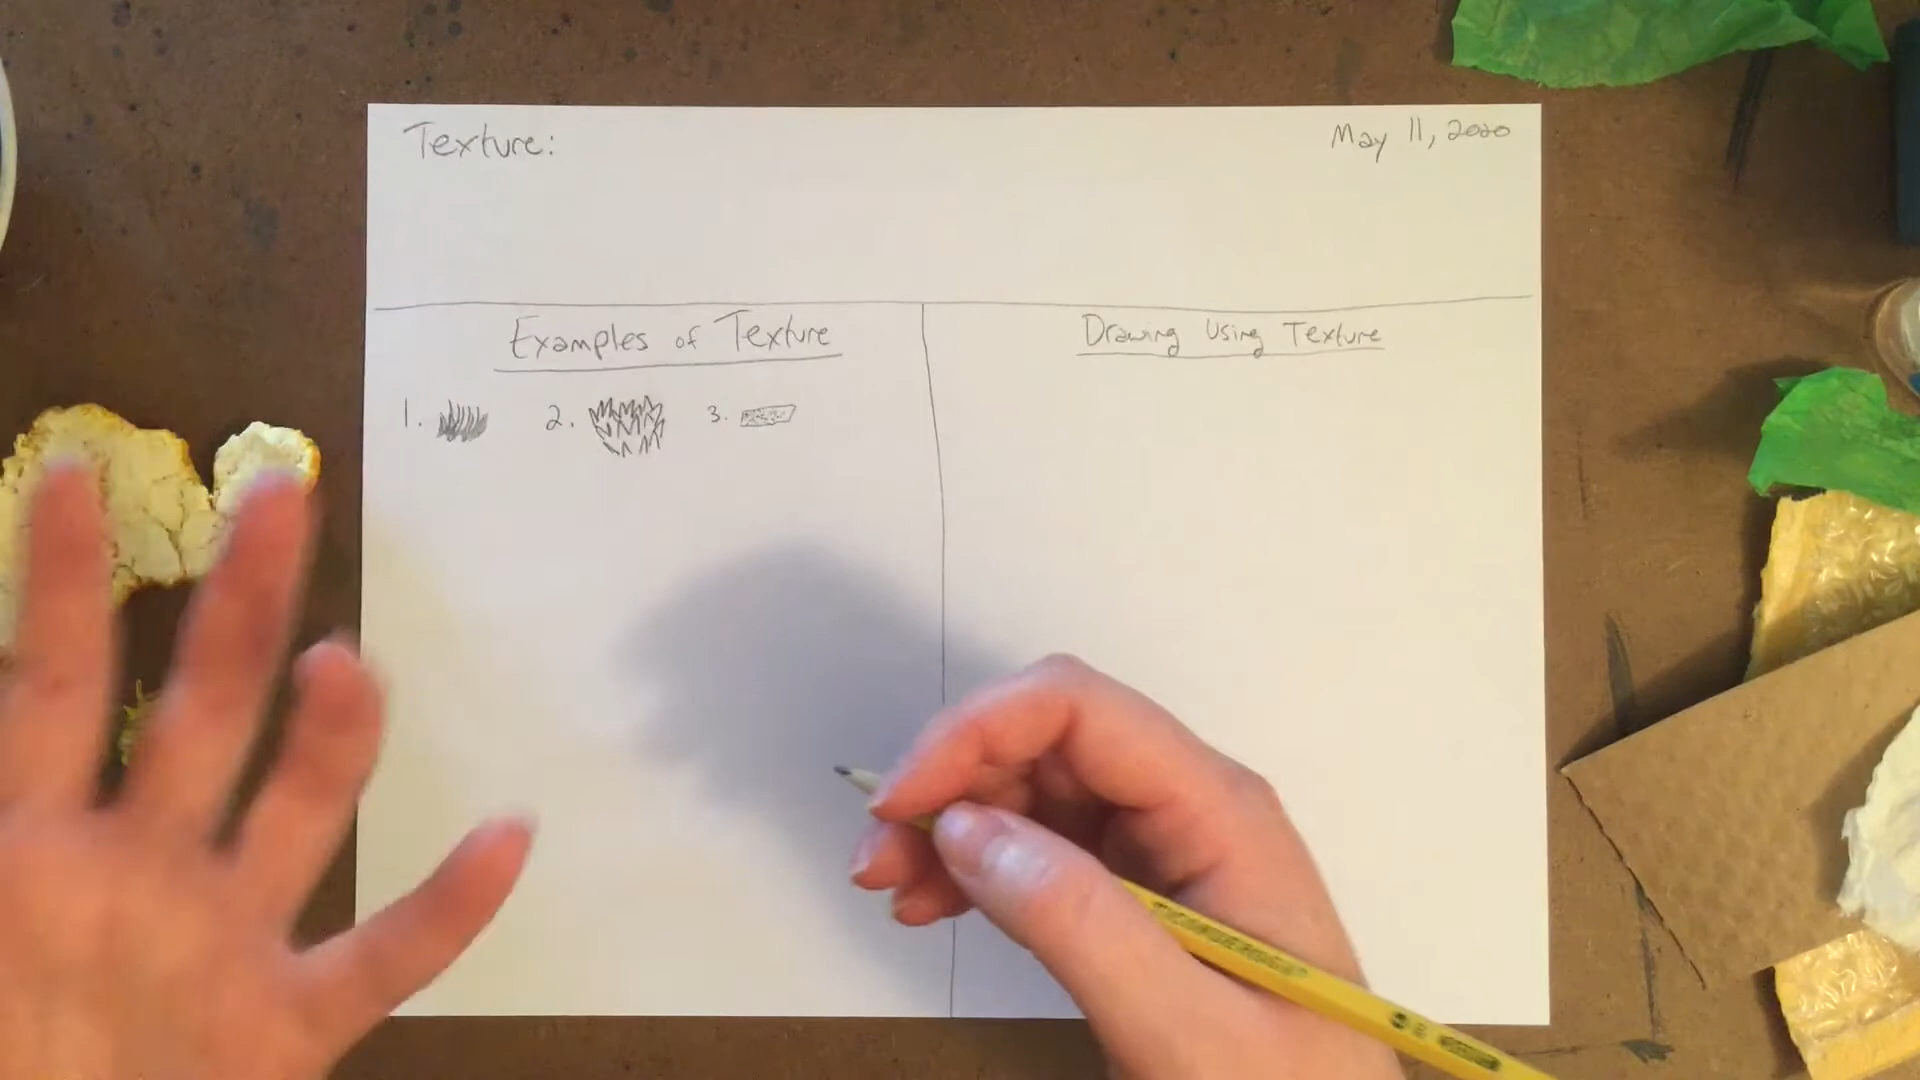 Texture:
May 11, 2020
Examples of Texture
Drawing Using Texture
1.
2.
3.